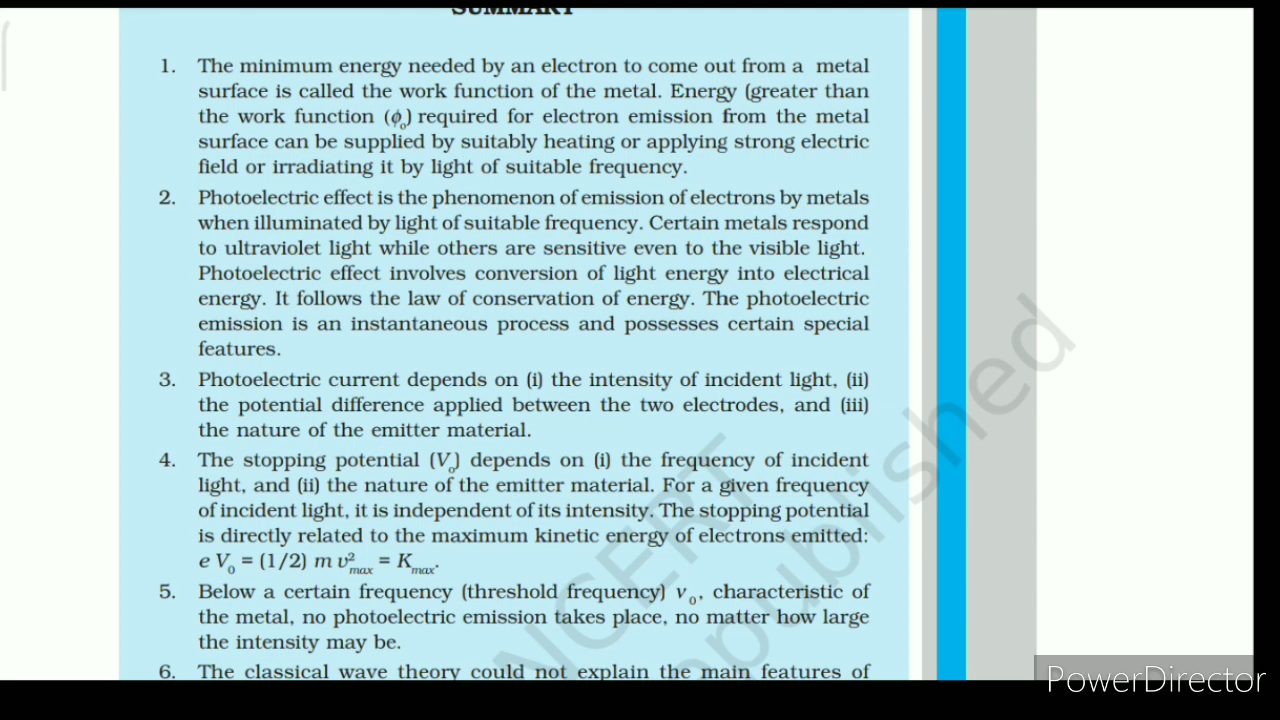 SUMMARY
1. The minimum energy needed by an electron to come out from a metal
surface is called the work function of the metal. Energy (greater than
the work function (ϕ₀) required for electron emission from the metal
surface can be supplied by suitably heating or applying strong electric
field or irradiating it by light of suitable frequency.
2. Photoelectric effect is the phenomenon of emission of electrons by metals
when illuminated by light of suitable frequency. Certain metals respond
to ultraviolet light while others are sensitive even to the visible light.
Photoelectric effect involves conversion of light energy into electrical
energy. It follows the law of conservation of energy. The photoelectric
emission is an instantaneous process and possesses certain special
features.
3. Photoelectric current depends on (i) the intensity of incident light, (ii)
the potential difference applied between the two electrodes, and (iii)
the nature of the emitter material.
4. The stopping potential (V₀) depends on (i) the frequency of incident
light, and (ii) the nature of the emitter material. For a given frequency
of incident light, it is independent of its intensity. The stopping potential
is directly related to the maximum kinetic energy of electrons emitted:
e V₀ = (1/2) m v²max = Kmax.
5. Below a certain frequency (threshold frequency) ν₀, characteristic of
the metal, no photoelectric emission takes place, no matter how large
the intensity may be.
6. The classical wave theory could not explain the main features of
NCERT
published
PowerDirector